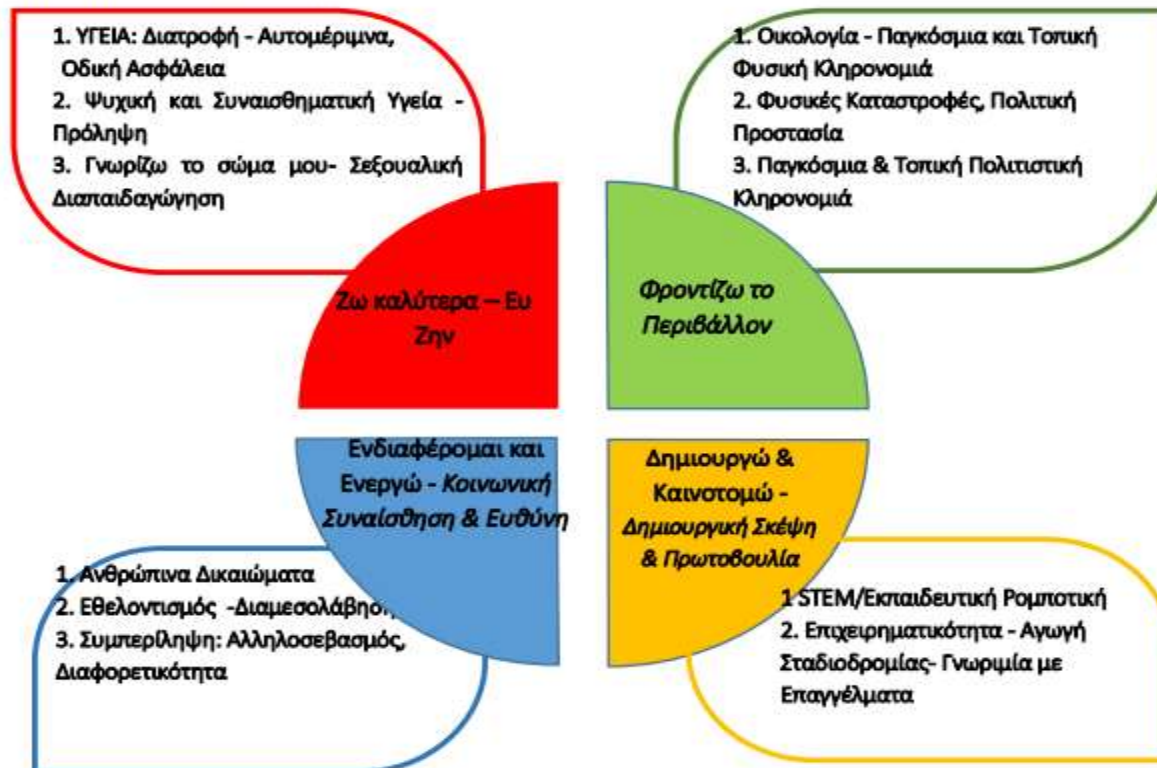 1. ΥΓΕΙΑ: Διατροφή - Αυτομέριμνα,
Οδική Ασφάλεια
2. Ψυχική και Συναισθηματική Υγεία -
Πρόληψη
3. Γνωρίζω το σώμα μου- Σεξουαλική
Διαπαιδαγώγηση
1. Οικολογία - Παγκόσμια και Τοπική
Φυσική Κληρονομιά
2. Φυσικές Καταστροφές, Πολιτική
Προστασία
3. Παγκόσμια & Τοπική Πολιτιστική
Κληρονομιά
Ζω καλύτερα – Ευ
Ζην
Φροντίζω το
Περιβάλλον
Ενδιαφέρομαι και
Ενεργώ - Κοινωνική
Συναίσθηση & Ευθύνη
Δημιουργώ &
Καινοτομώ -
Δημιουργική Σκέψη
& Πρωτοβουλία
1. Ανθρώπινα Δικαιώματα
2. Εθελοντισμός -Διαμεσολάβηση
3. Συμπερίληψη: Αλληλοσεβασμός,
Διαφορετικότητα
1 STEM/Εκπαιδευτική Ρομποτική
2. Επιχειρηματικότητα - Αγωγή
Σταδιοδρομίας- Γνωριμία με
Επαγγέλματα